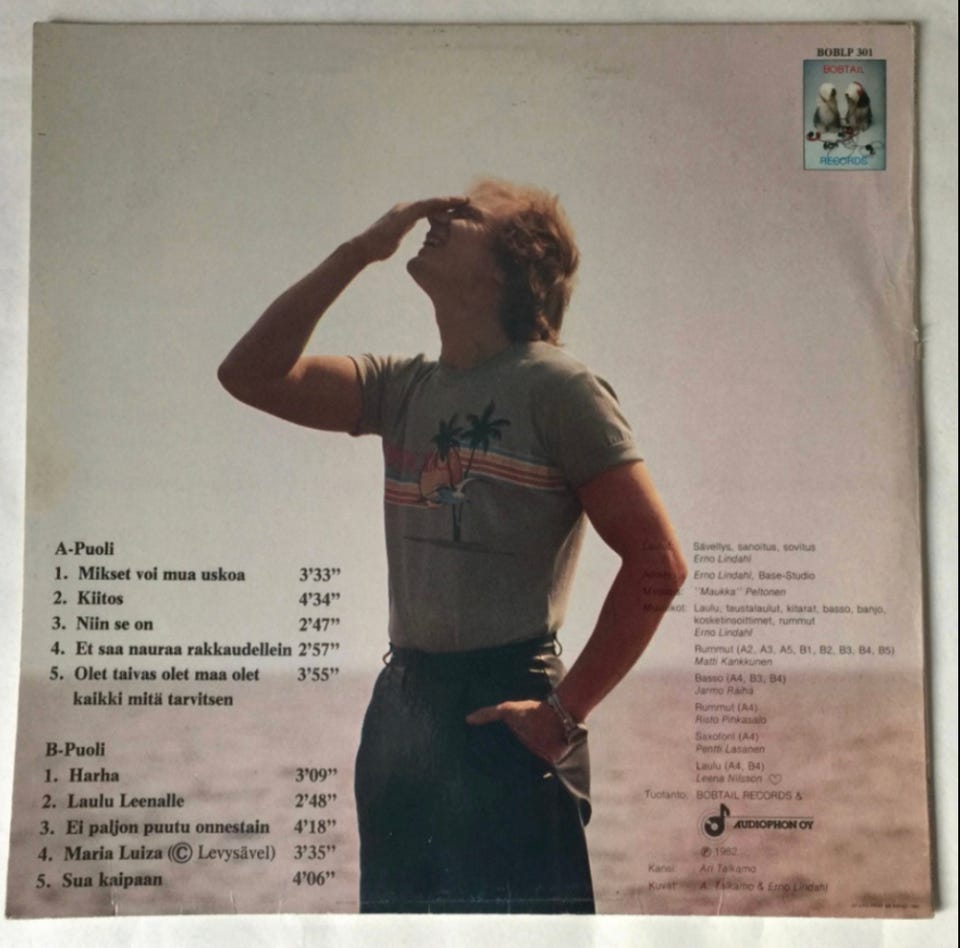 BOBLP 301
BOBTAIL
RECORDS
A-Puoli
1. Mikset voi mua uskoa 3’33”
2. Kiitos 4’34”
3. Niin se on 2’47”
4. Et saa nauraa rakkaudellein 2’57”
5. Olet taivas olet maa olet 3’55”
kaikki mitä tarvitsen
B-Puoli
1. Harha 3’09”
2. Laulu Leenalle 2’48”
3. Ei paljon puutu onnestain 4’18”
4. Maria Luiza (© Levysävel) 3’35”
5. Sua kaipaan 4’06”
Sävellys, sanoitus, sovitus
Erno Lindahl
Erno Lindahl, Base-Studio
"Maukka" Peltonen
Laulu, taustalaulut, kitarat, basso, banjo,
kosketinsoittimet, rummut
Erno Lindahl
Rummut (A2, A3, A5, B1, B2, B3, B4, B5)
Matti Kankkunen
Basso (A4, B3, B4)
Jarmo Räihä
Rummut (A4)
Risto Pinkasalo
Saxofoni (A4)
Pentti Lasanen
Laulu (A4, B4)
Leena Nilsson ♡
Tuotanto: BOBTAIL RECORDS &
AUDIOPHON OY
℗ 1982
Kansi: Ari Talkamo
Kuvat: A. Talkamo & Erno Lindahl